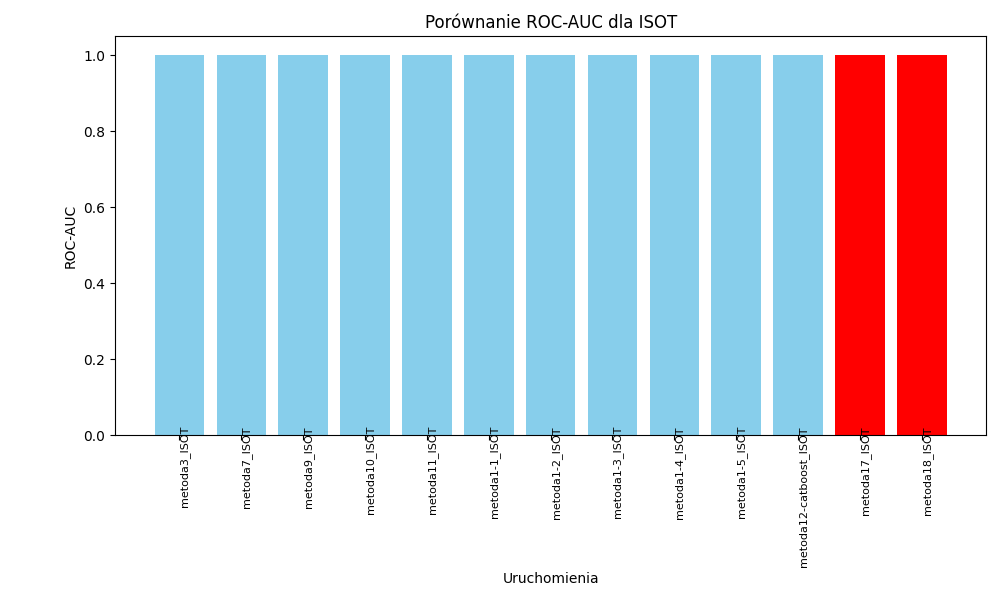 Porównanie ROC-AUC dla ISOT
ROC-AUC
1.0
0.8
0.6
0.4
0.2
0.0
metoda3_ISOT
metoda7_ISOT
metoda9_ISOT
metoda10_ISOT
metoda11_ISOT
metoda1-1_ISOT
metoda1-2_ISOT
metoda1-3_ISOT
metoda1-4_ISOT
metoda1-5_ISOT
metoda12-catboost_ISOT
metoda17_ISOT
metoda18_ISOT
Uruchomienia